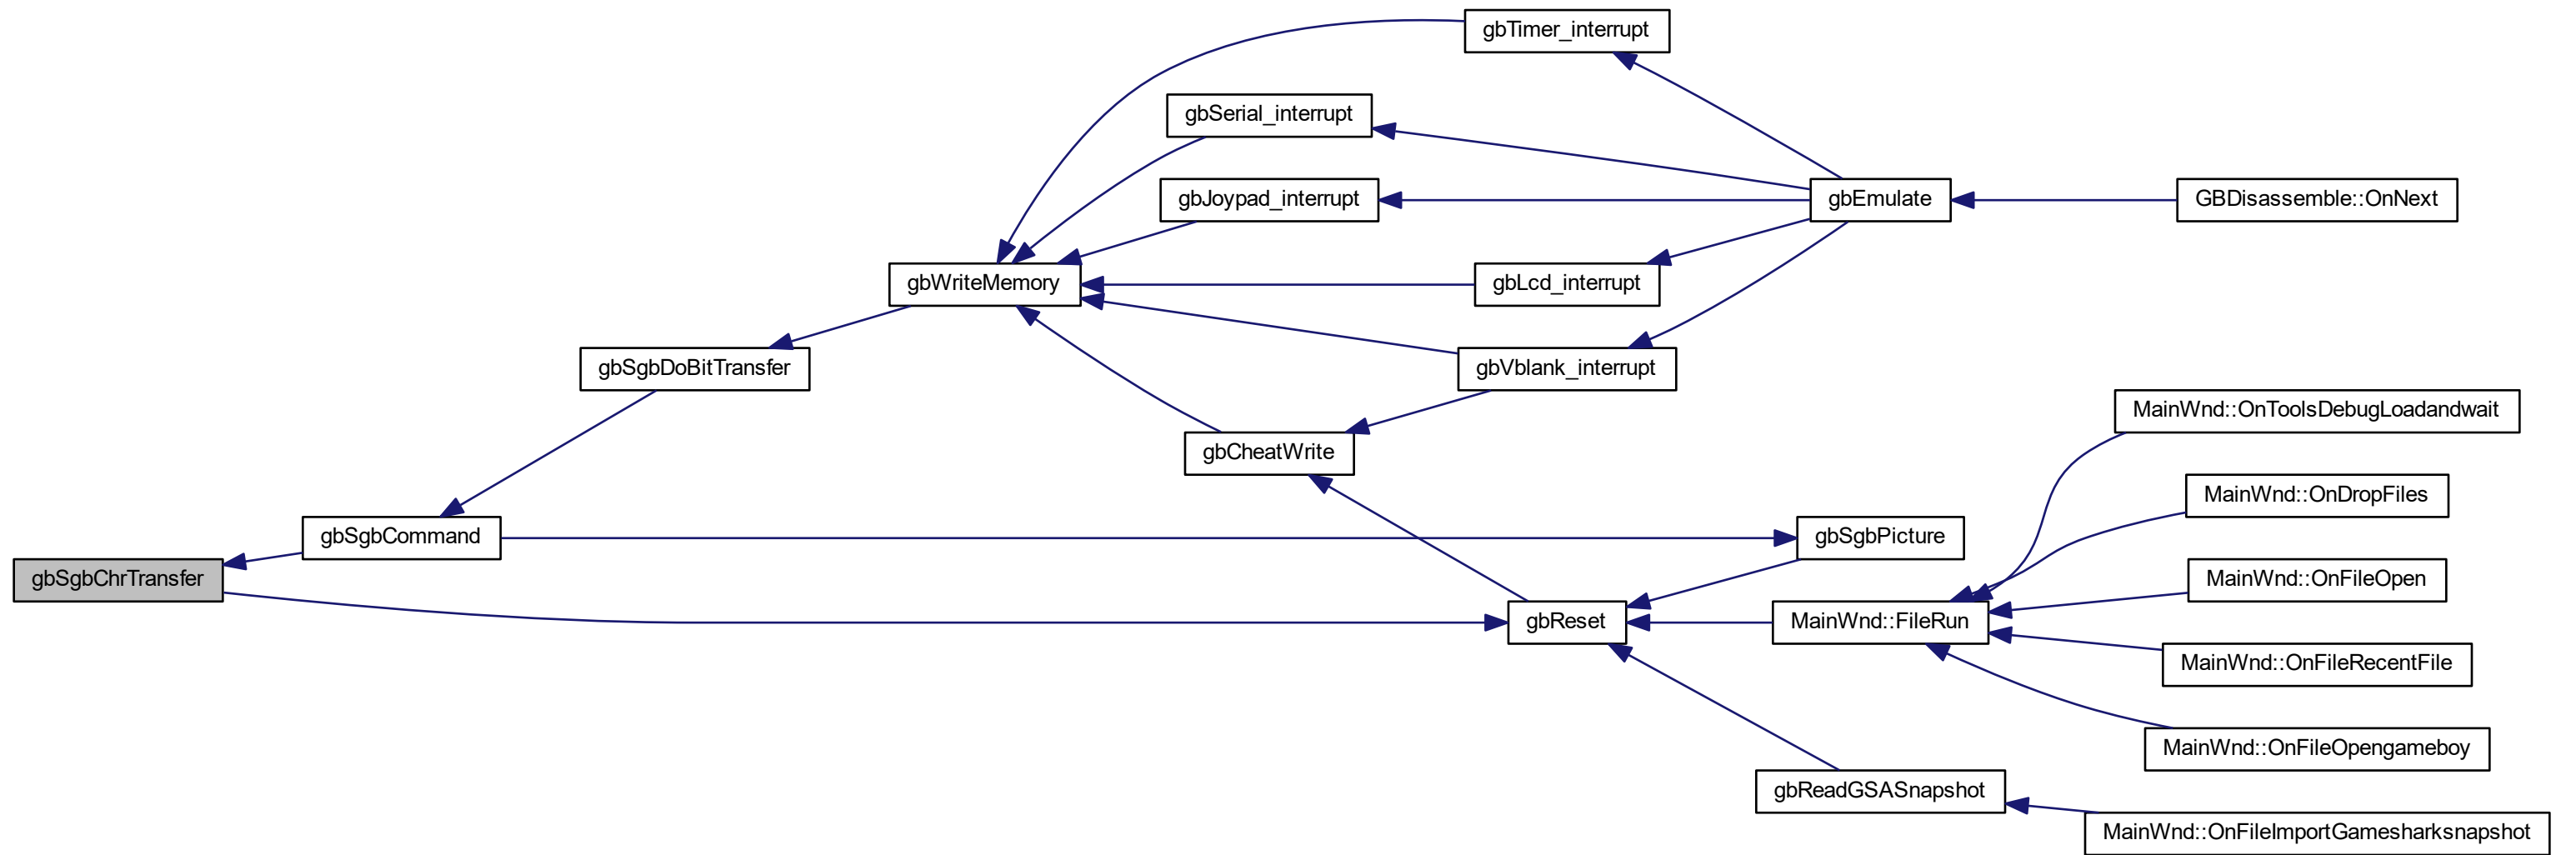 gbTimer_interrupt
gbSerial_interrupt
gbJoypad_interrupt
gbEmulate
GBDisassemble::OnNext
gbWriteMemory
gbLcd_interrupt
gbSgbDoBitTransfer
gbVblank_interrupt
MainWnd::OnToolsDebugLoadandwait
gbCheatWrite
MainWnd::OnDropFiles
gbSgbCommand
gbSgbPicture
gbSgbChrTransfer
MainWnd::OnFileOpen
gbReset
MainWnd::FileRun
MainWnd::OnFileRecentFile
MainWnd::OnFileOpengameboy
gbReadGSASnapshot
MainWnd::OnFileImportGamesharksnapshot